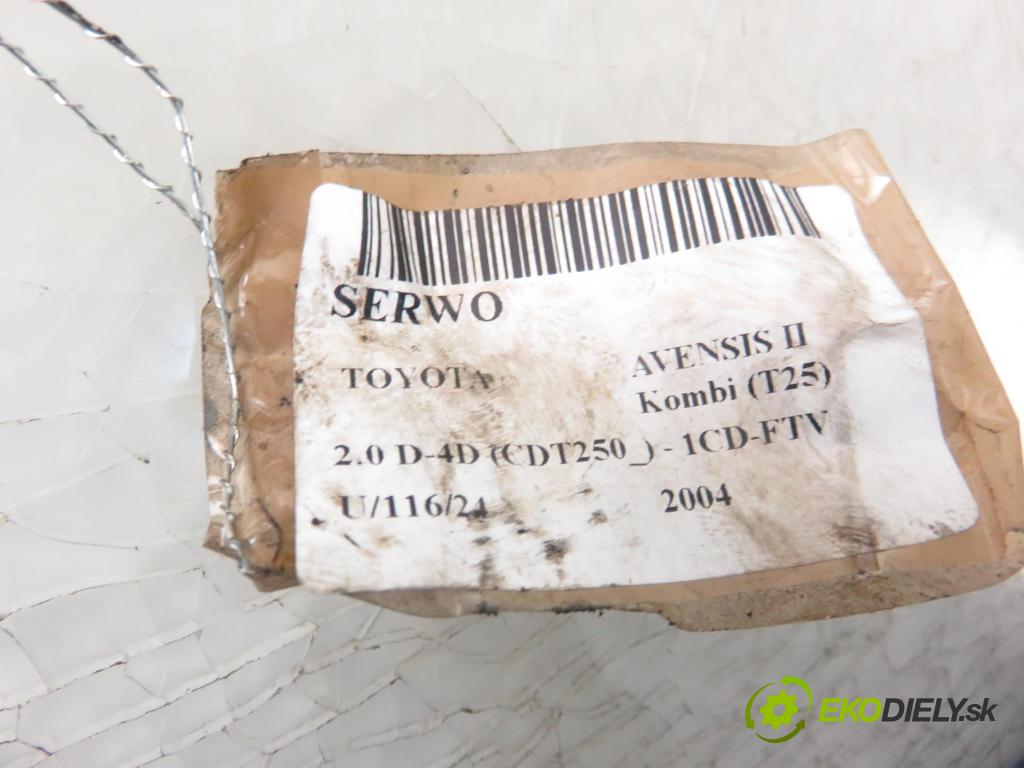 SERWO
TOYOTA
AVENSIS II
Kombi (T25)
2.0 D-4D (CDT250_) - 1CD-FTV
U/116/24
2004
EKODIELY.sk